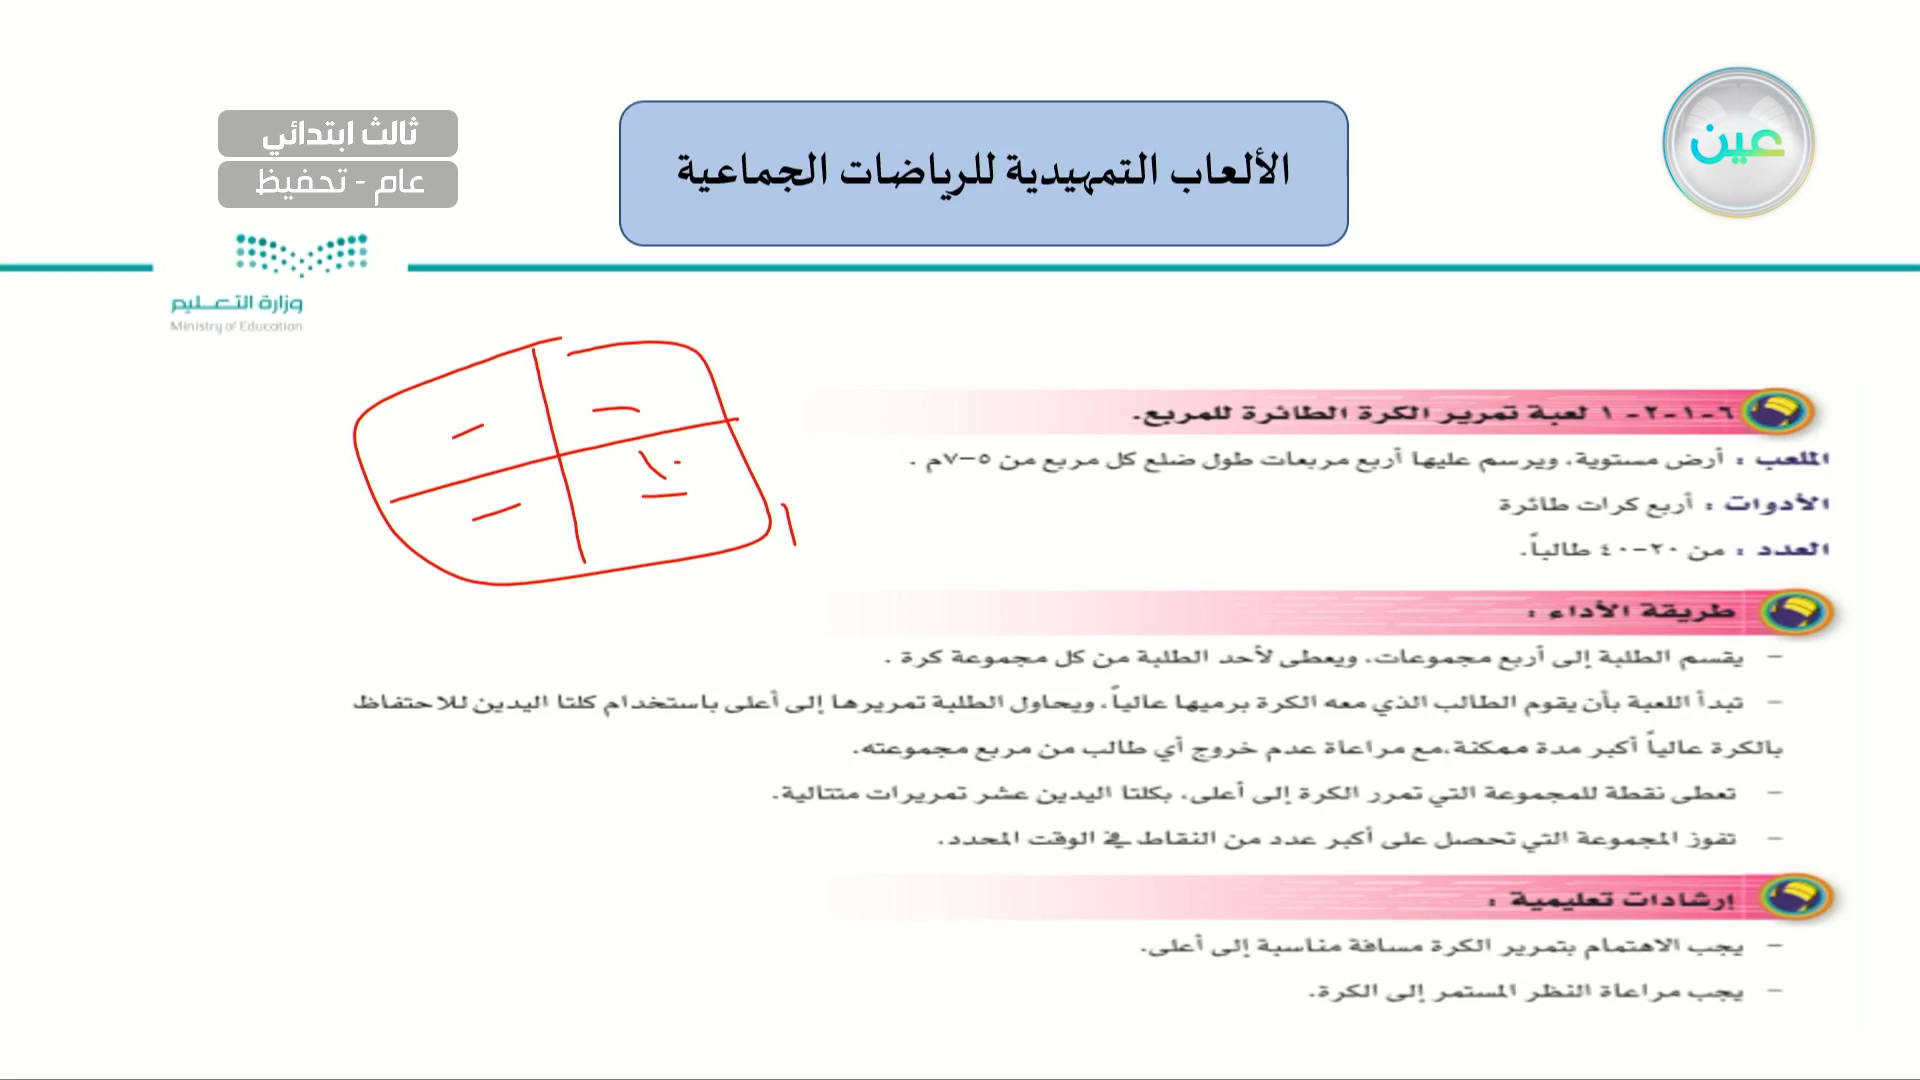 عين
الألعاب التمهيدية للرياضات الجماعية
ثالث ابتدائي
عام - تحفيظ
وزارة التعليم
Ministry of Education
٦-١-٢-١ لعبة تمرير الكرة الطائرة للمربع.
الملعب : أرض مستوية، ويرسم عليها أربع مربعات طول ضلع كل مربع من ٥-٧م .
الأدوات : أربع كرات طائرة
العدد : من ٢٠-٤٠ طالباً.
١٠
١
طريقة الأداء :
- يقسم الطلبة إلى أربع مجموعات، ويعطى لأحد الطلبة من كل مجموعة كرة .
- تبدأ اللعبة بأن يقوم الطالب الذي معه الكرة برميها عالياً، ويحاول الطلبة تمريرها إلى أعلى باستخدام كلتا اليدين للاحتفاظ
بالكرة عالياً أكبر مدة ممكنة،مع مراعاة عدم خروج أي طالب من مربع مجموعته.
- تعطى نقطة للمجموعة التي تمرر الكرة إلى أعلى، بكلتا اليدين عشر تمريرات متتالية.
- تفوز المجموعة التي تحصل على أكبر عدد من النقاط في الوقت المحدد.
إرشادات تعليمية :
- يجب الاهتمام بتمرير الكرة مسافة مناسبة إلى أعلى.
- يجب مراعاة النظر المستمر إلى الكرة.